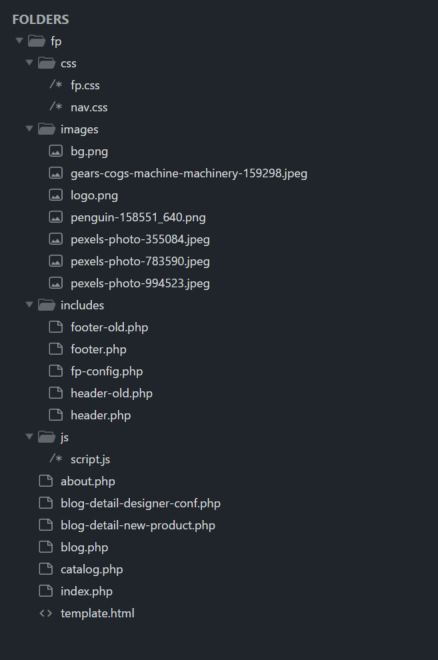 FOLDERS
fp
css
/* fp.css
/* nav.css
images
bg.png
gears-cogs-machine-machinery-159298.jpeg
logo.png
penguin-158551_640.png
pexels-photo-355084.jpeg
pexels-photo-783590.jpeg
pexels-photo-994523.jpeg
includes
footer-old.php
footer.php
fp-config.php
header-old.php
header.php
js
/* script.js
about.php
blog-detail-designer-conf.php
blog-detail-new-product.php
blog.php
catalog.php
index.php
<> template.html